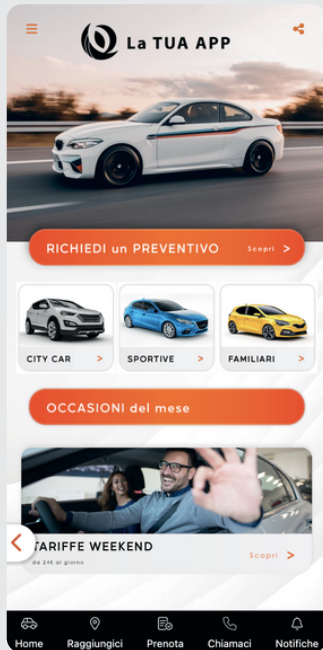 La TUA APP
RICHIEDI un PREVENTIVO Scopri >
CITY CAR >
SPORTIVE >
FAMILIARI >
OCCASIONI del mese
TARIFFE WEEKEND
da 24€ al giorno
Scopri >
Home Raggiungici Prenota Chiamaci Notifiche